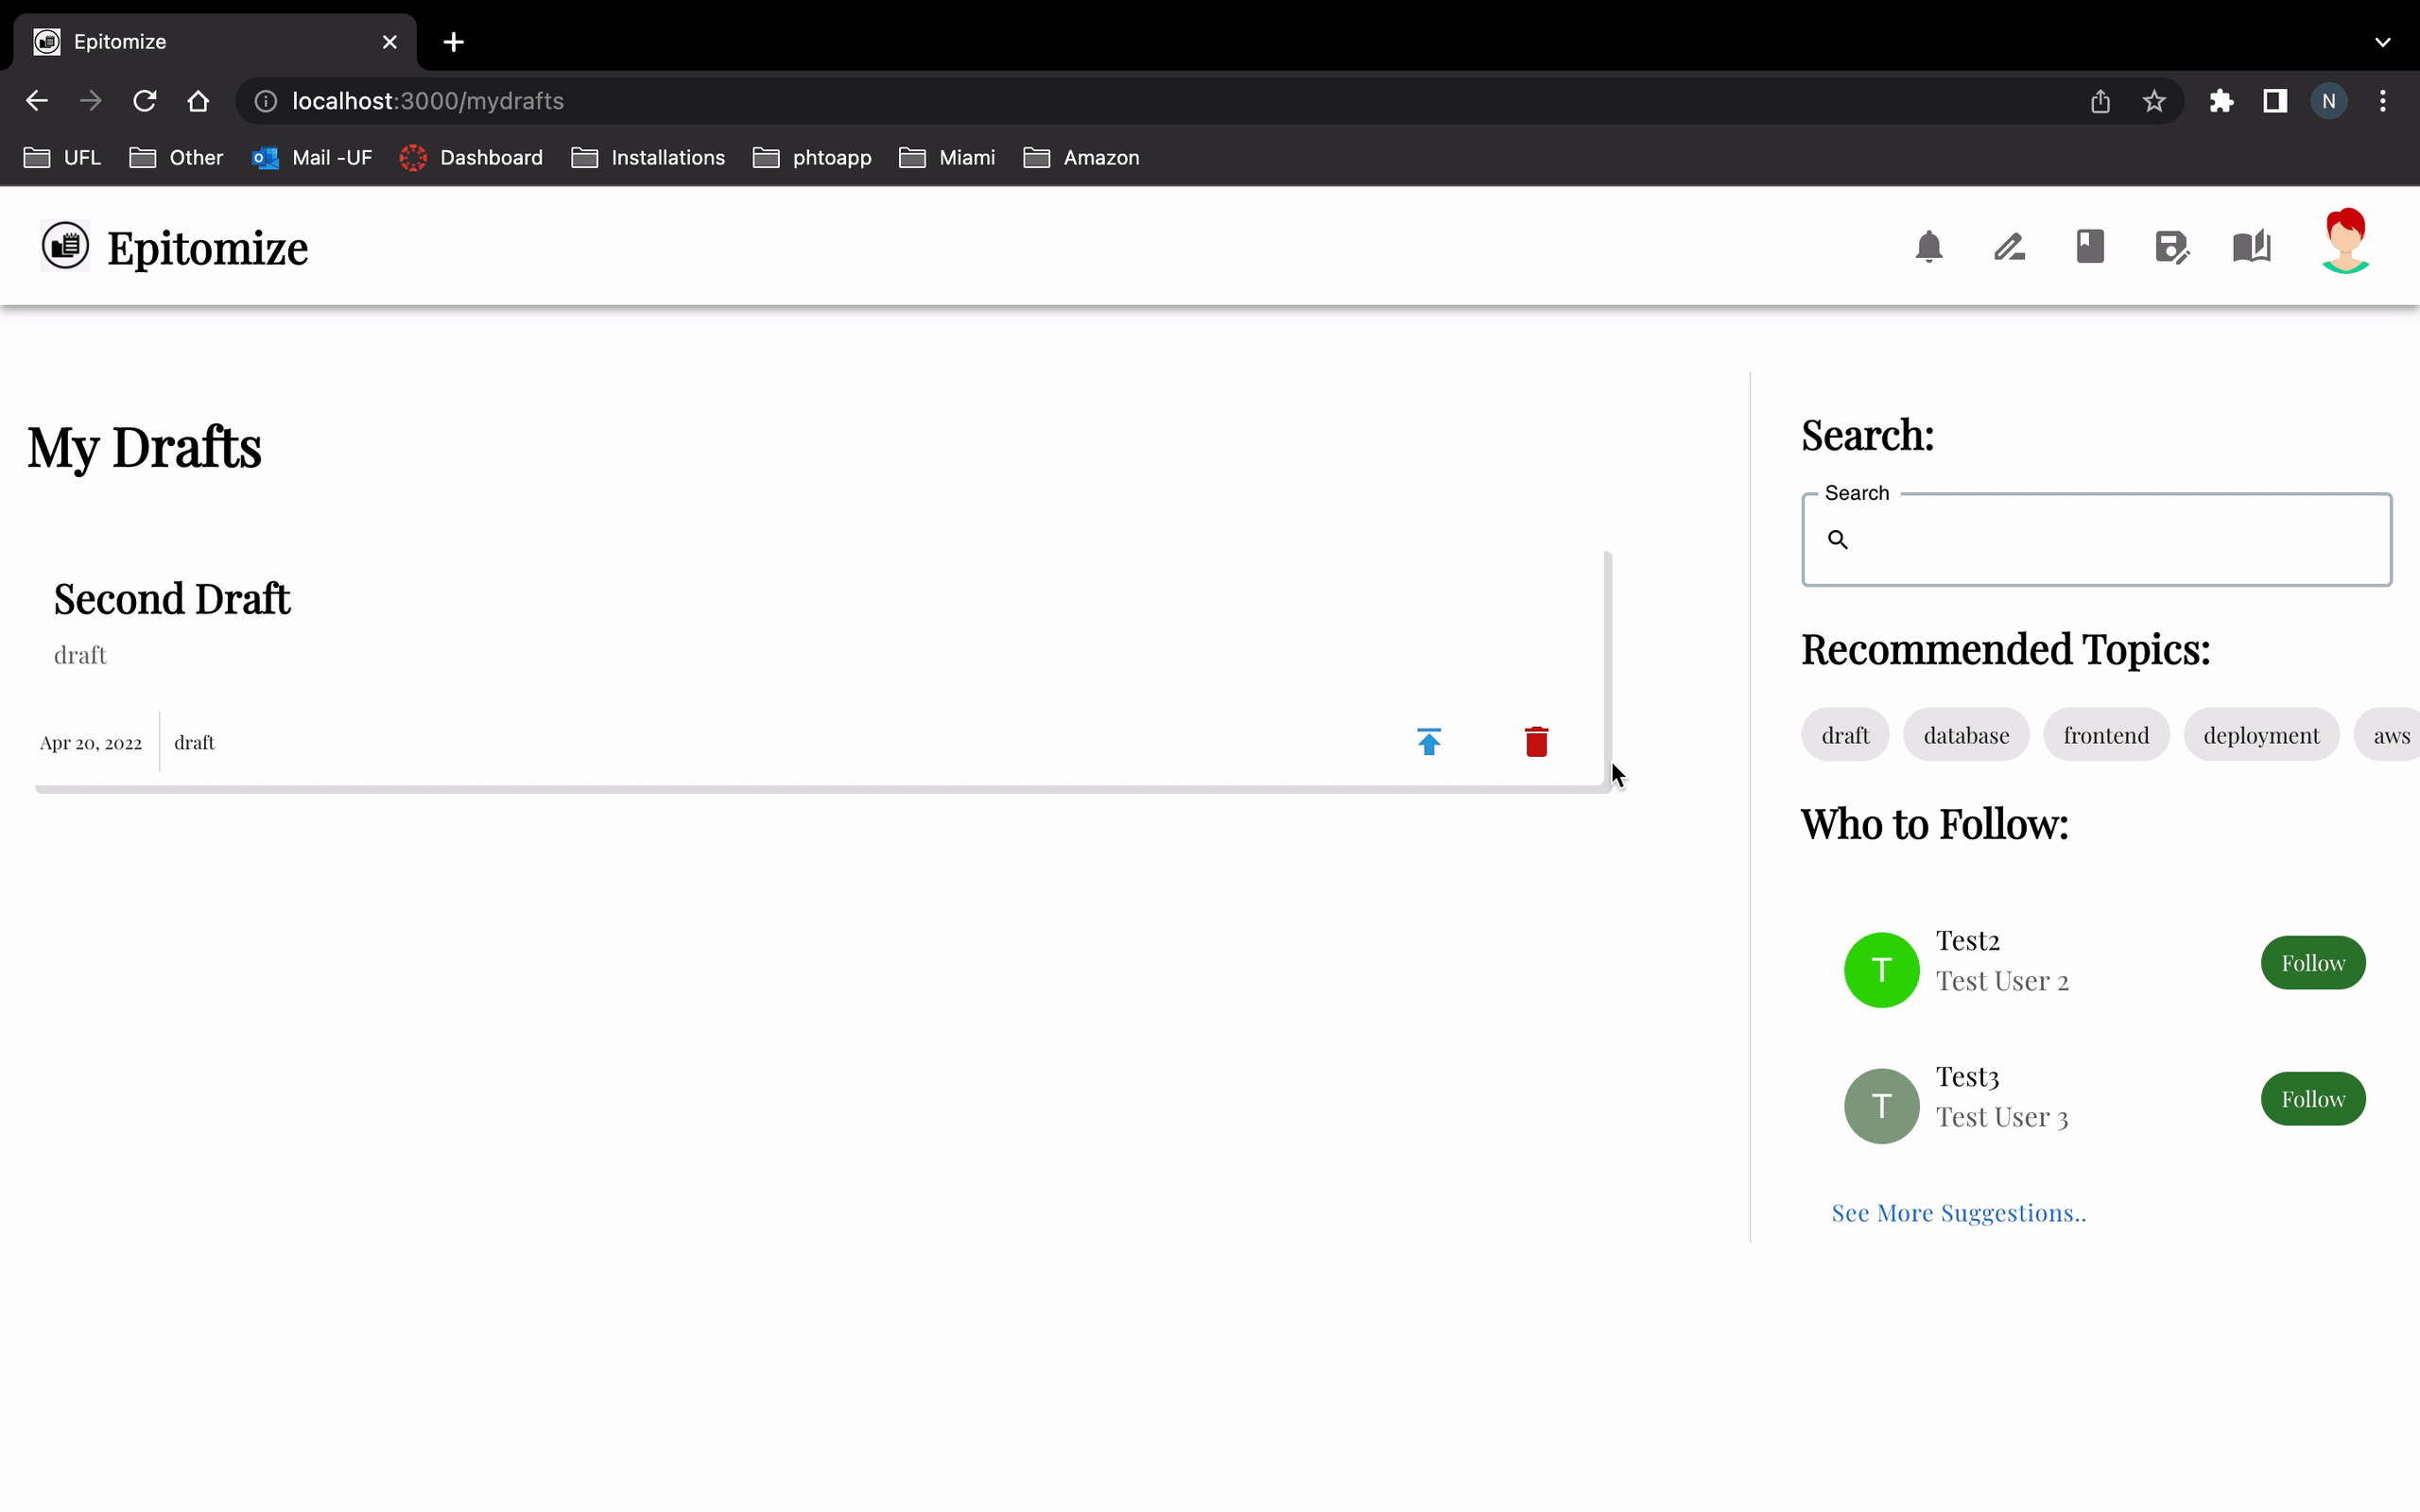 Epitomize
localhost:3000/mydrafts
N
UFL Other Mail -UF Dashboard Installations phtoapp Miami Amazon
Epitomize
My Drafts
Second Draft
draft
Apr 20, 2022 draft
Search:
Search
Recommended Topics:
draft database frontend deployment aws
Who to Follow:
T
Test2
Test User 2
Follow
T
Test3
Test User 3
Follow
See More Suggestions..